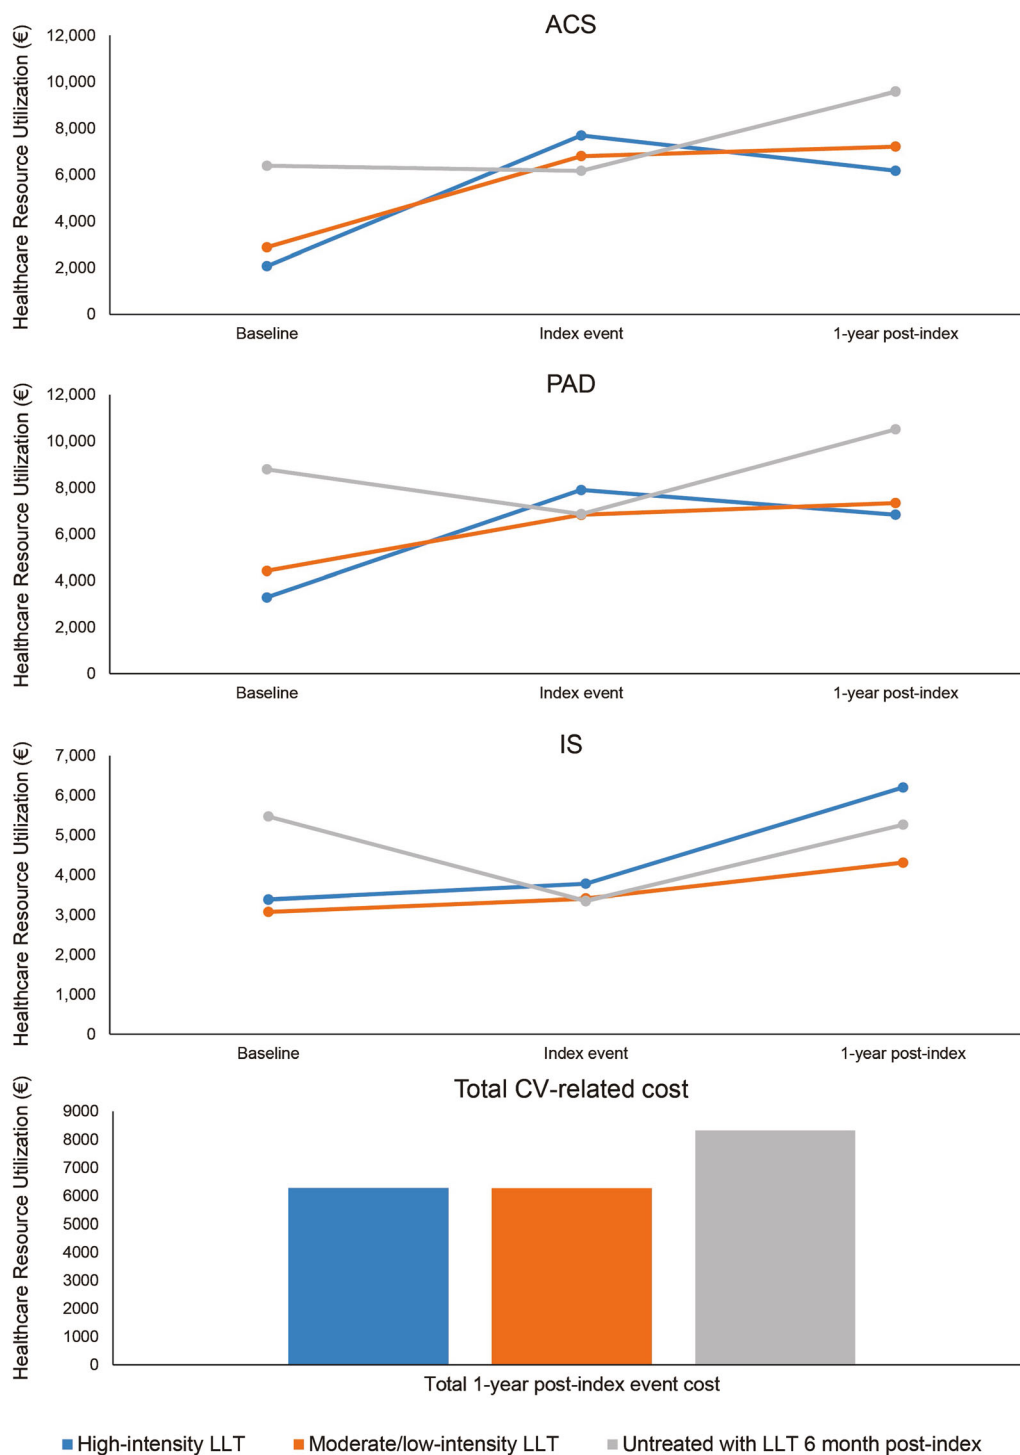 ACS
Healthcare Resource Utilization (€)
12,000
10,000
8,000
6,000
4,000
2,000
0
Baseline Index event 1-year post-index
PAD
Healthcare Resource Utilization (€)
12,000
10,000
8,000
6,000
4,000
2,000
0
Baseline Index event 1-year post-index
IS
Healthcare Resource Utilization (€)
7,000
6,000
5,000
4,000
3,000
2,000
1,000
0
Baseline Index event 1-year post-index
Total CV-related cost
Healthcare Resource Utilization (€)
9000
8000
7000
6000
5000
4000
3000
2000
1000
0
Total 1-year post-index event cost
High-intensity LLT Moderate/low-intensity LLT Untreated with LLT 6 month post-index